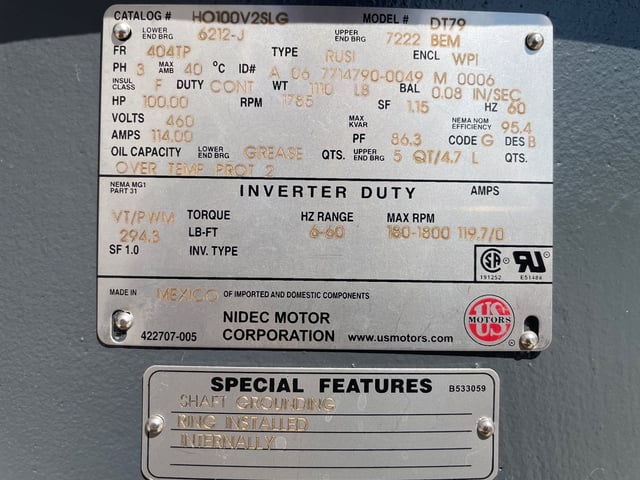 CATALOG # HO100V2SLG MODEL # DT79
LOWER END BRG 6212-J UPPER END BRG 7222 BEM
FR 404TP TYPE RUSI ENCL WPI
PH 3 MAX AMB 40 °C ID# A 06 7714790-0049 M 0006
INSUL CLASS F DUTY CONT WT 1110 LB BAL 0.08 IN/SEC
HP 100.00 RPM 1785 SF 1.15 HZ 60
VOLTS 460 MAX KVAR NEMA NOM EFFICIENCY 95.4
AMPS 114.00 PF 86.3 CODE G DES B
OIL CAPACITY LOWER END BRG GREASE QTS. UPPER END BRG 5 QT/4.7 L QTS.
OVER TEMP PROT 2
NEMA MG1 PART 31 INVERTER DUTY AMPS
VT/PWM TORQUE HZ RANGE MAX RPM
294.3 LB-FT 6-60 180-1800 119.7/0
SF 1.0 INV. TYPE
SA 191252 RU E51488
MADE IN MEXICO OF IMPORTED AND DOMESTIC COMPONENTS
NIDEC MOTOR
422707-005 CORPORATION www.usmotors.com
US MOTORS
SPECIAL FEATURES B533059
SHAFT GROUNDING
RING INSTALLED
INTERNALLY